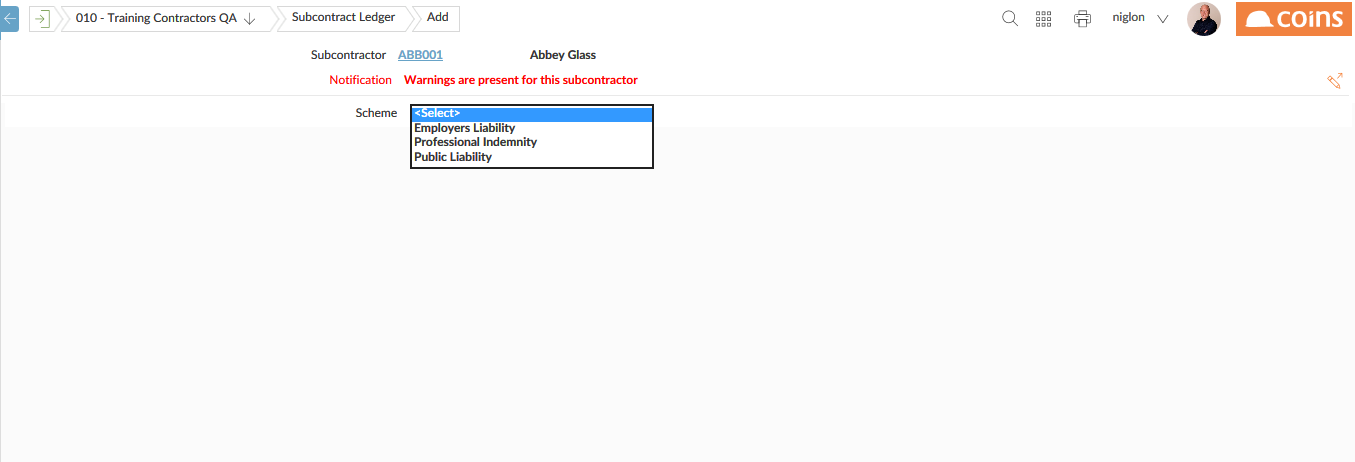 010 - Training Contractors QA Subcontract Ledger Add niglon coins
Subcontractor ABB001 Abbey Glass
Notification Warnings are present for this subcontractor
Scheme <Select>
Employers Liability
Professional Indemnity
Public Liability